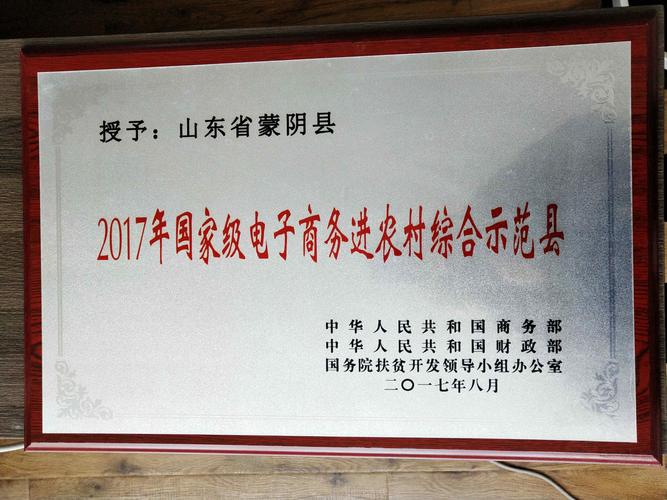 授予：山东省蒙阴县
2017年国家级电子商务进农村综合示范县
中华人民共和国商务部
中华人民共和国财政部
国务院扶贫开发领导小组办公室
二〇一七年八月